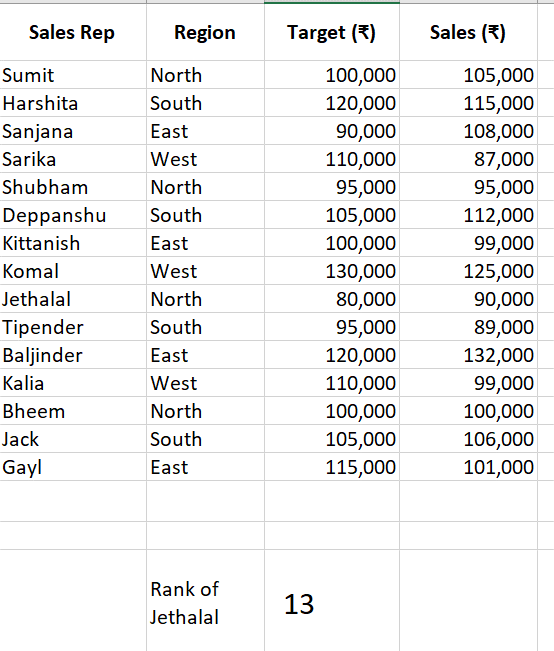 Sales Rep Region Target (₹) Sales (₹)
Sumit North 100,000 105,000
Harshita South 120,000 115,000
Sanjana East 90,000 108,000
Sarika West 110,000 87,000
Shubham North 95,000 95,000
Deppanshu South 105,000 112,000
Kittanish East 100,000 99,000
Komal West 130,000 125,000
Jethalal North 80,000 90,000
Tipender South 95,000 89,000
Baljinder East 120,000 132,000
Kalia West 110,000 99,000
Bheem North 100,000 100,000
Jack South 105,000 106,000
Gayl East 115,000 101,000
Rank of
Jethalal
13